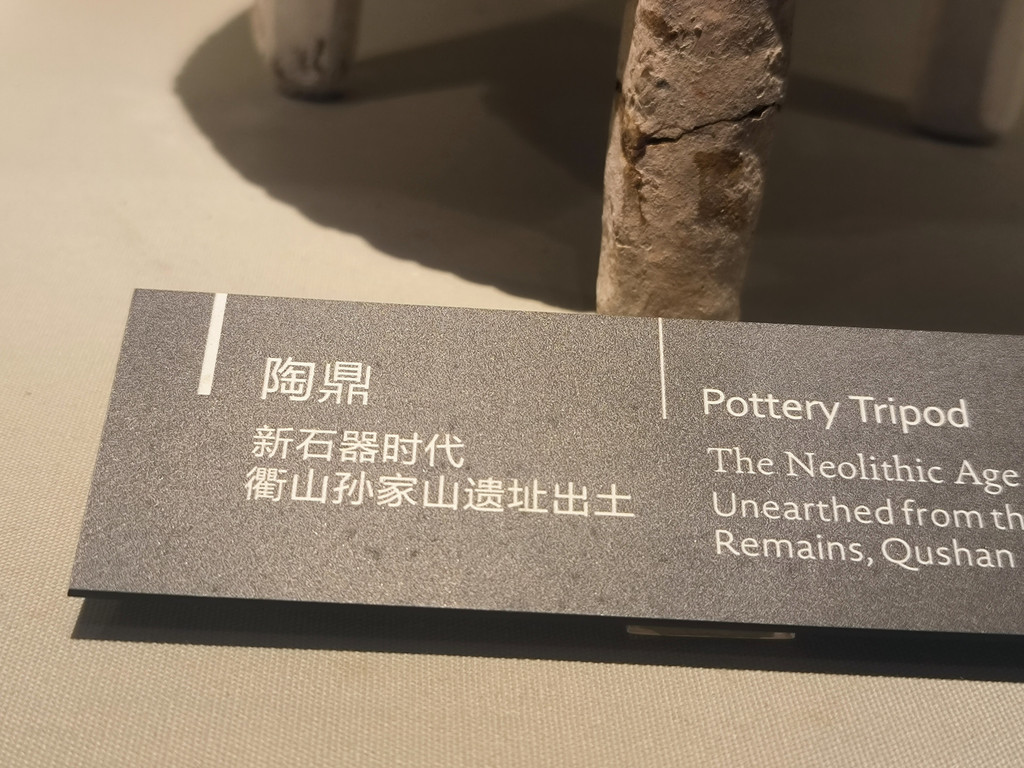 陶鼎
新石器时代
衢山孙家山遗址出土
Pottery Tripod
The Neolithic Age
Unearthed from
Remains, Qushan